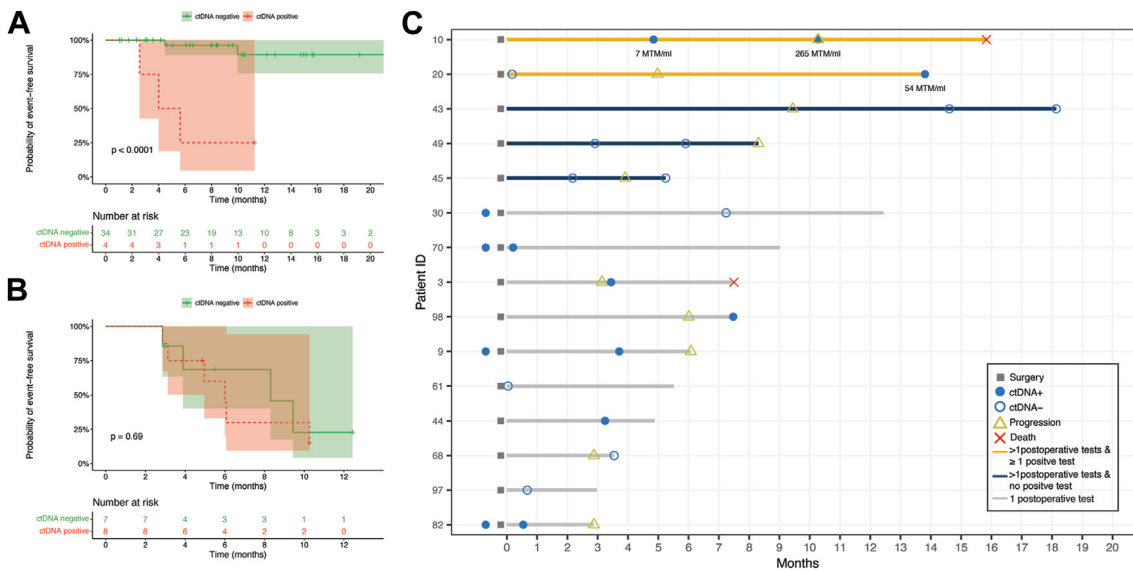 A
ctDNA negative ctDNA positive
Probability of event-free survival
100%
75%
50%
25%
0%
p < 0.0001
0 2 4 6 8 10 12 14 16 18 20
Time (months)
Number at risk
ctDNA negative 34 31 27 23 19 13 10 8 3 3 2
ctDNA positive 4 4 3 1 1 1 0 0 0 0 0
0 2 4 6 8 10 12 14 16 18 20
Time (months)
B
ctDNA negative ctDNA positive
Probability of event-free survival
100%
75%
50%
25%
0%
p = 0.69
0 2 4 6 8 10 12
Time (months)
Number at risk
ctDNA negative 7 7 4 3 3 1 1
ctDNA positive 8 8 6 4 2 2 0
0 2 4 6 8 10 12
Time (months)
C
Patient ID
10
7 MTM/ml 265 MTM/ml
20
54 MTM/ml
43
49
45
30
70
3
98
9
61
44
68
97
82
0 1 2 3 4 5 6 7 8 9 10 11 12 13 14 15 16 17 18 19 20
Months
Surgery
ctDNA+
ctDNA−
Progression
Death
>1postoperative tests &
≥ 1 positve test
>1postoperative tests &
no positve test
1 postoperative test